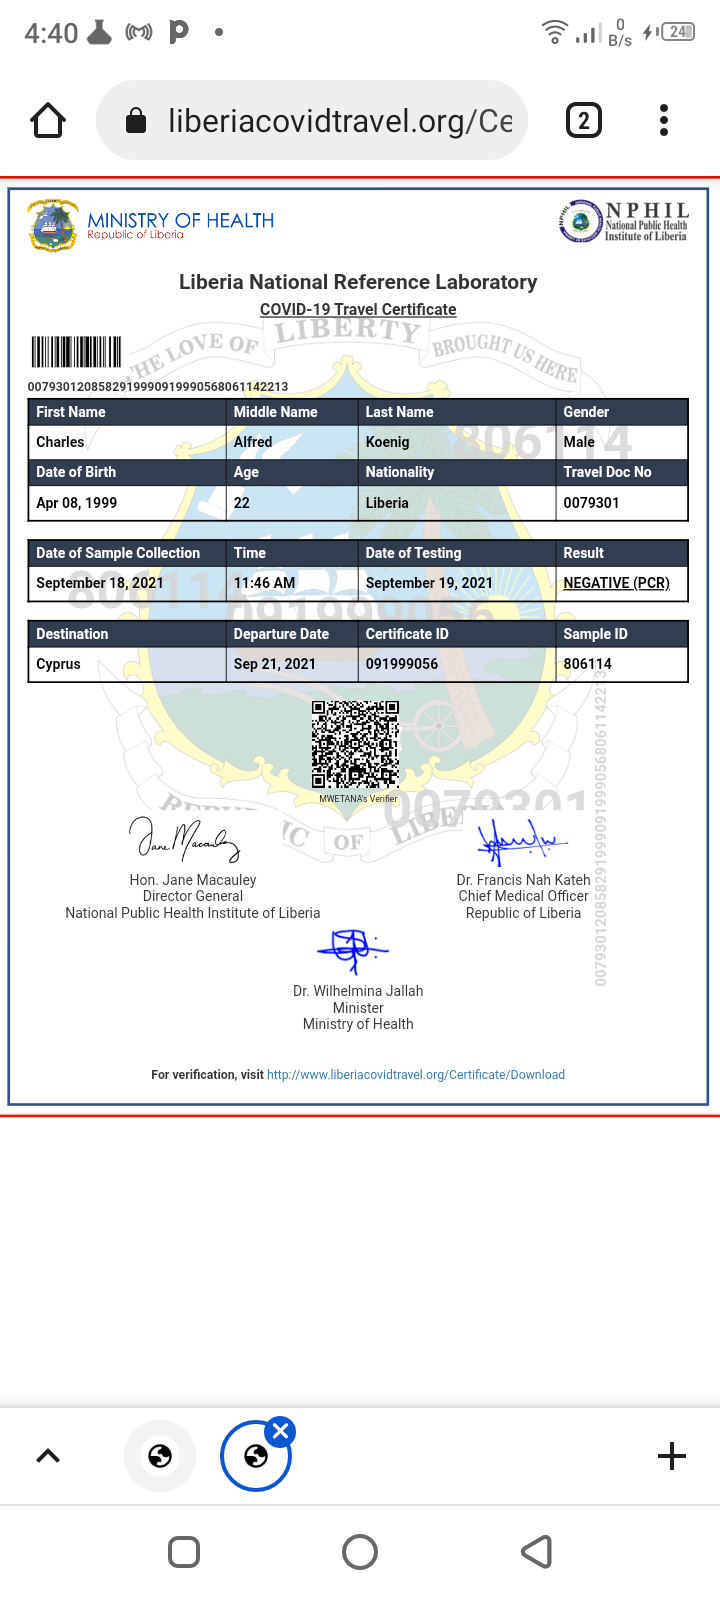 4:40
0 B/s
24
liberiacovidtravel.org/Ce
2
MINISTRY OF HEALTH
Republic of Liberia
NPHIL
National Public Health
Institute of Liberia
Liberia National Reference Laboratory
COVID-19 Travel Certificate
THE LOVE OF LIBERTY BROUGHT US HERE
0079301208582919990919990568061142213
First Name Middle Name Last Name Gender
Charles Alfred Koenig Male
806114
Date of Birth Age Nationality Travel Doc No
Apr 08, 1999 22 Liberia 0079301
Date of Sample Collection Time Date of Testing Result
September 18, 2021 11:46 AM September 19, 2021 NEGATIVE (PCR)
806114
091999056
Destination Departure Date Certificate ID Sample ID
Cyprus Sep 21, 2021 091999056 806114
0079301208582919990919990568061142213
MWETANA's Verifier
0079301
OF
Jane Macauley
Hon. Jane Macauley
Director General
National Public Health Institute of Liberia
Dr. Francis Nah Kateh
Chief Medical Officer
Republic of Liberia
Dr. Wilhelmina Jallah
Minister
Ministry of Health
For verification, visit http://www.liberiacovidtravel.org/Certificate/Download